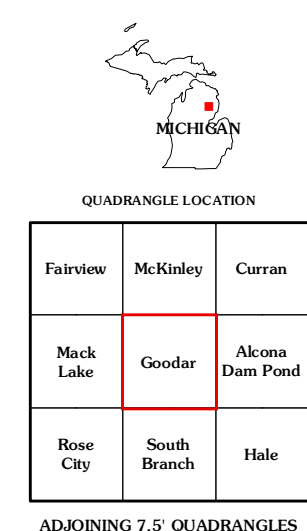 MICHIGAN
QUADRANGLE LOCATION
Fairview McKinley Curran
Mack Lake Goodar Alcona Dam Pond
Rose City South Branch Hale
ADJOINING 7.5' QUADRANGLES